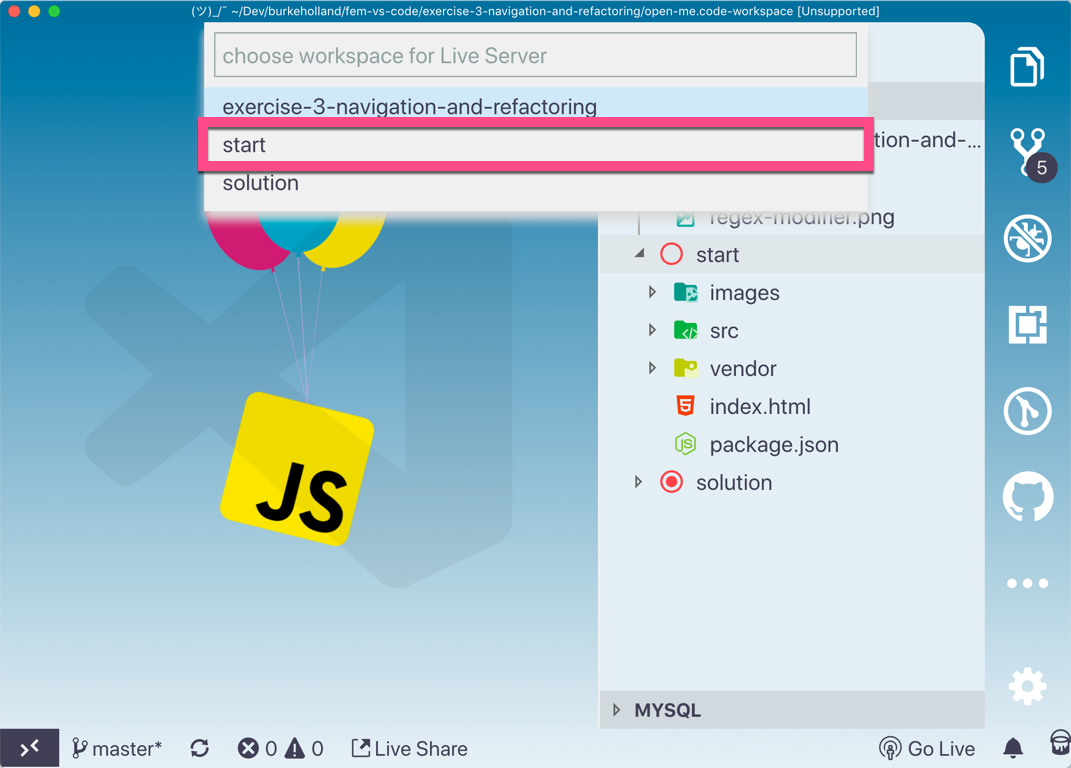 (ツ)_/¯ ~/Dev/burkeholland/fem-vs-code/exercise-3-navigation-and-refactoring/open-me.code-workspace [Unsupported]
choose workspace for Live Server
exercise-3-navigation-and-refactoring
start
tion-and-...
solution
regex-modifier.png
start
images
src
vendor
index.html
package.json
solution
JS
5
MYSQL
master*
0
0
Live Share
Go Live